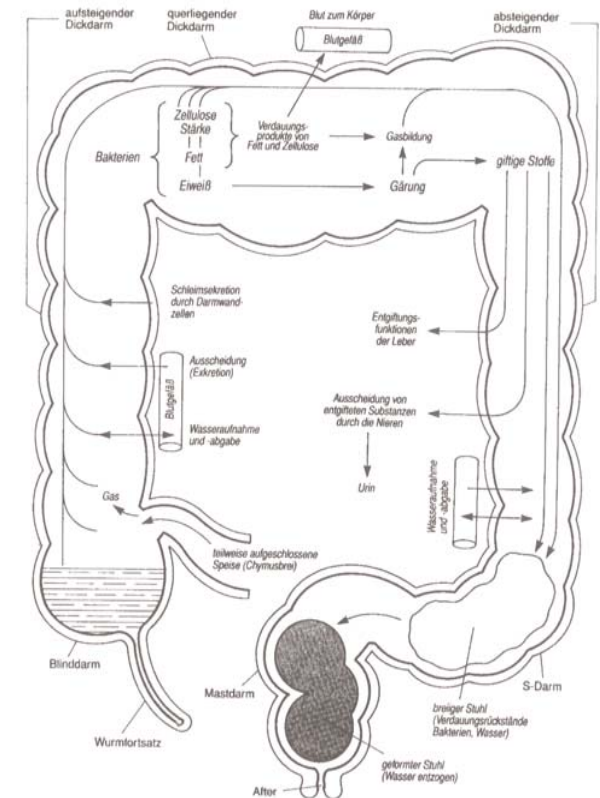 aufsteigender
Dickdarm
querliegender
Dickdarm
Blut zum Körper
Blutgefäß
absteigender
Dickdarm
Zellulose
Stärke
Fett
Eiweiß
Bakterien
Verdauungs-
produkte von
Fett und Zellulose
Gasbildung
Gärung
giftige Stoffe
Schleimsekretion
durch Darmwand-
zellen
Ausscheidung
(Exkretion)
Blutgefäß
Wasseraufnahme
und -abgabe
Entgiftungs-
funktionen
der Leber
Ausscheidung von
entgifteten Substanzen
durch die Nieren
Urin
Wasseraufnahme
und -abgabe
Gas
teilweise aufgeschlossene
Speise (Chymusbrei)
Blinddarm
Wurmfortsatz
Mastdarm
S-Darm
breiiger Stuhl
(Verdauungsrückstände
Bakterien, Wasser)
geformter Stuhl
(Wasser entzogen)
After